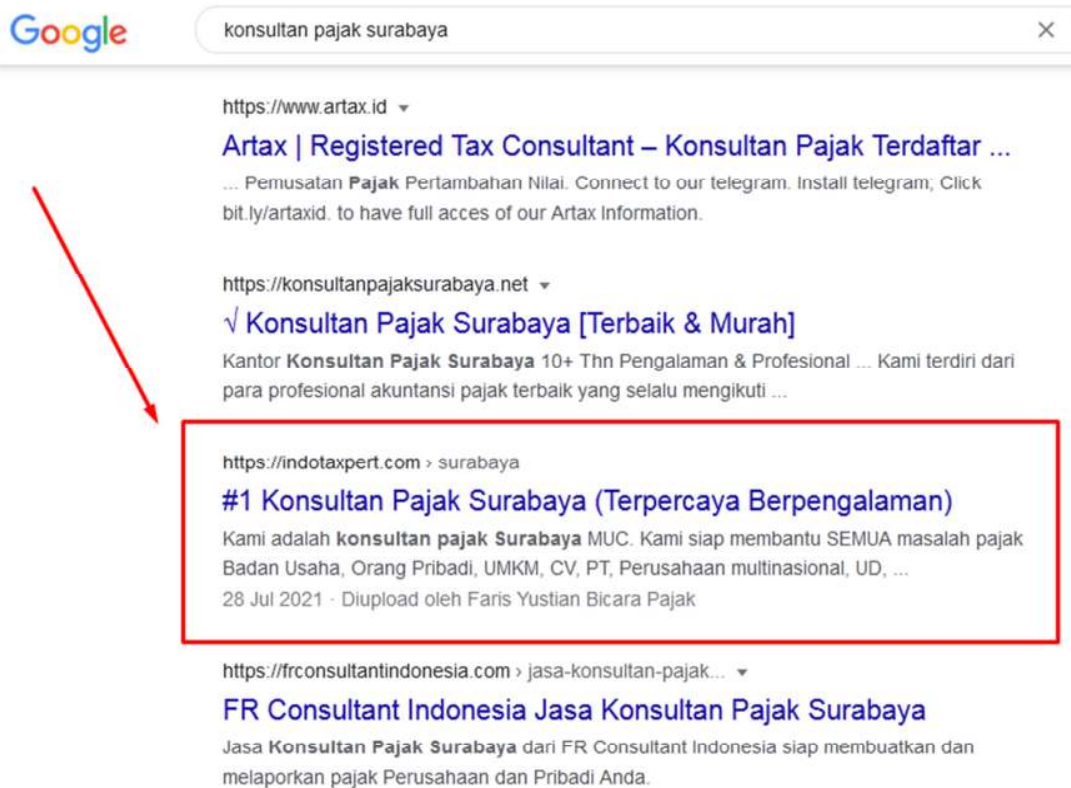 Google
konsultan pajak surabaya
https://www.artax.id
Artax | Registered Tax Consultant – Konsultan Pajak Terdaftar ...
... Pemusatan Pajak Pertambahan Nilai. Connect to our telegram. Install telegram; Click
bit.ly/artaxid. to have full acces of our Artax Information.
https://konsultanpajaksurabaya.net
√ Konsultan Pajak Surabaya [Terbaik & Murah]
Kantor Konsultan Pajak Surabaya 10+ Thn Pengalaman & Profesional ... Kami terdiri dari
para profesional akuntansi pajak terbaik yang selalu mengikuti ...
https://indotaxpert.com › surabaya
#1 Konsultan Pajak Surabaya (Terpercaya Berpengalaman)
Kami adalah konsultan pajak Surabaya MUC. Kami siap membantu SEMUA masalah pajak
Badan Usaha, Orang Pribadi, UMKM, CV, PT, Perusahaan multinasional, UD, ...
28 Jul 2021 · Diupload oleh Faris Yustian Bicara Pajak
https://frconsultantindonesia.com › jasa-konsultan-pajak...
FR Consultant Indonesia Jasa Konsultan Pajak Surabaya
Jasa Konsultan Pajak Surabaya dari FR Consultant Indonesia siap membuatkan dan
melaporkan pajak Perusahaan dan Pribadi Anda.